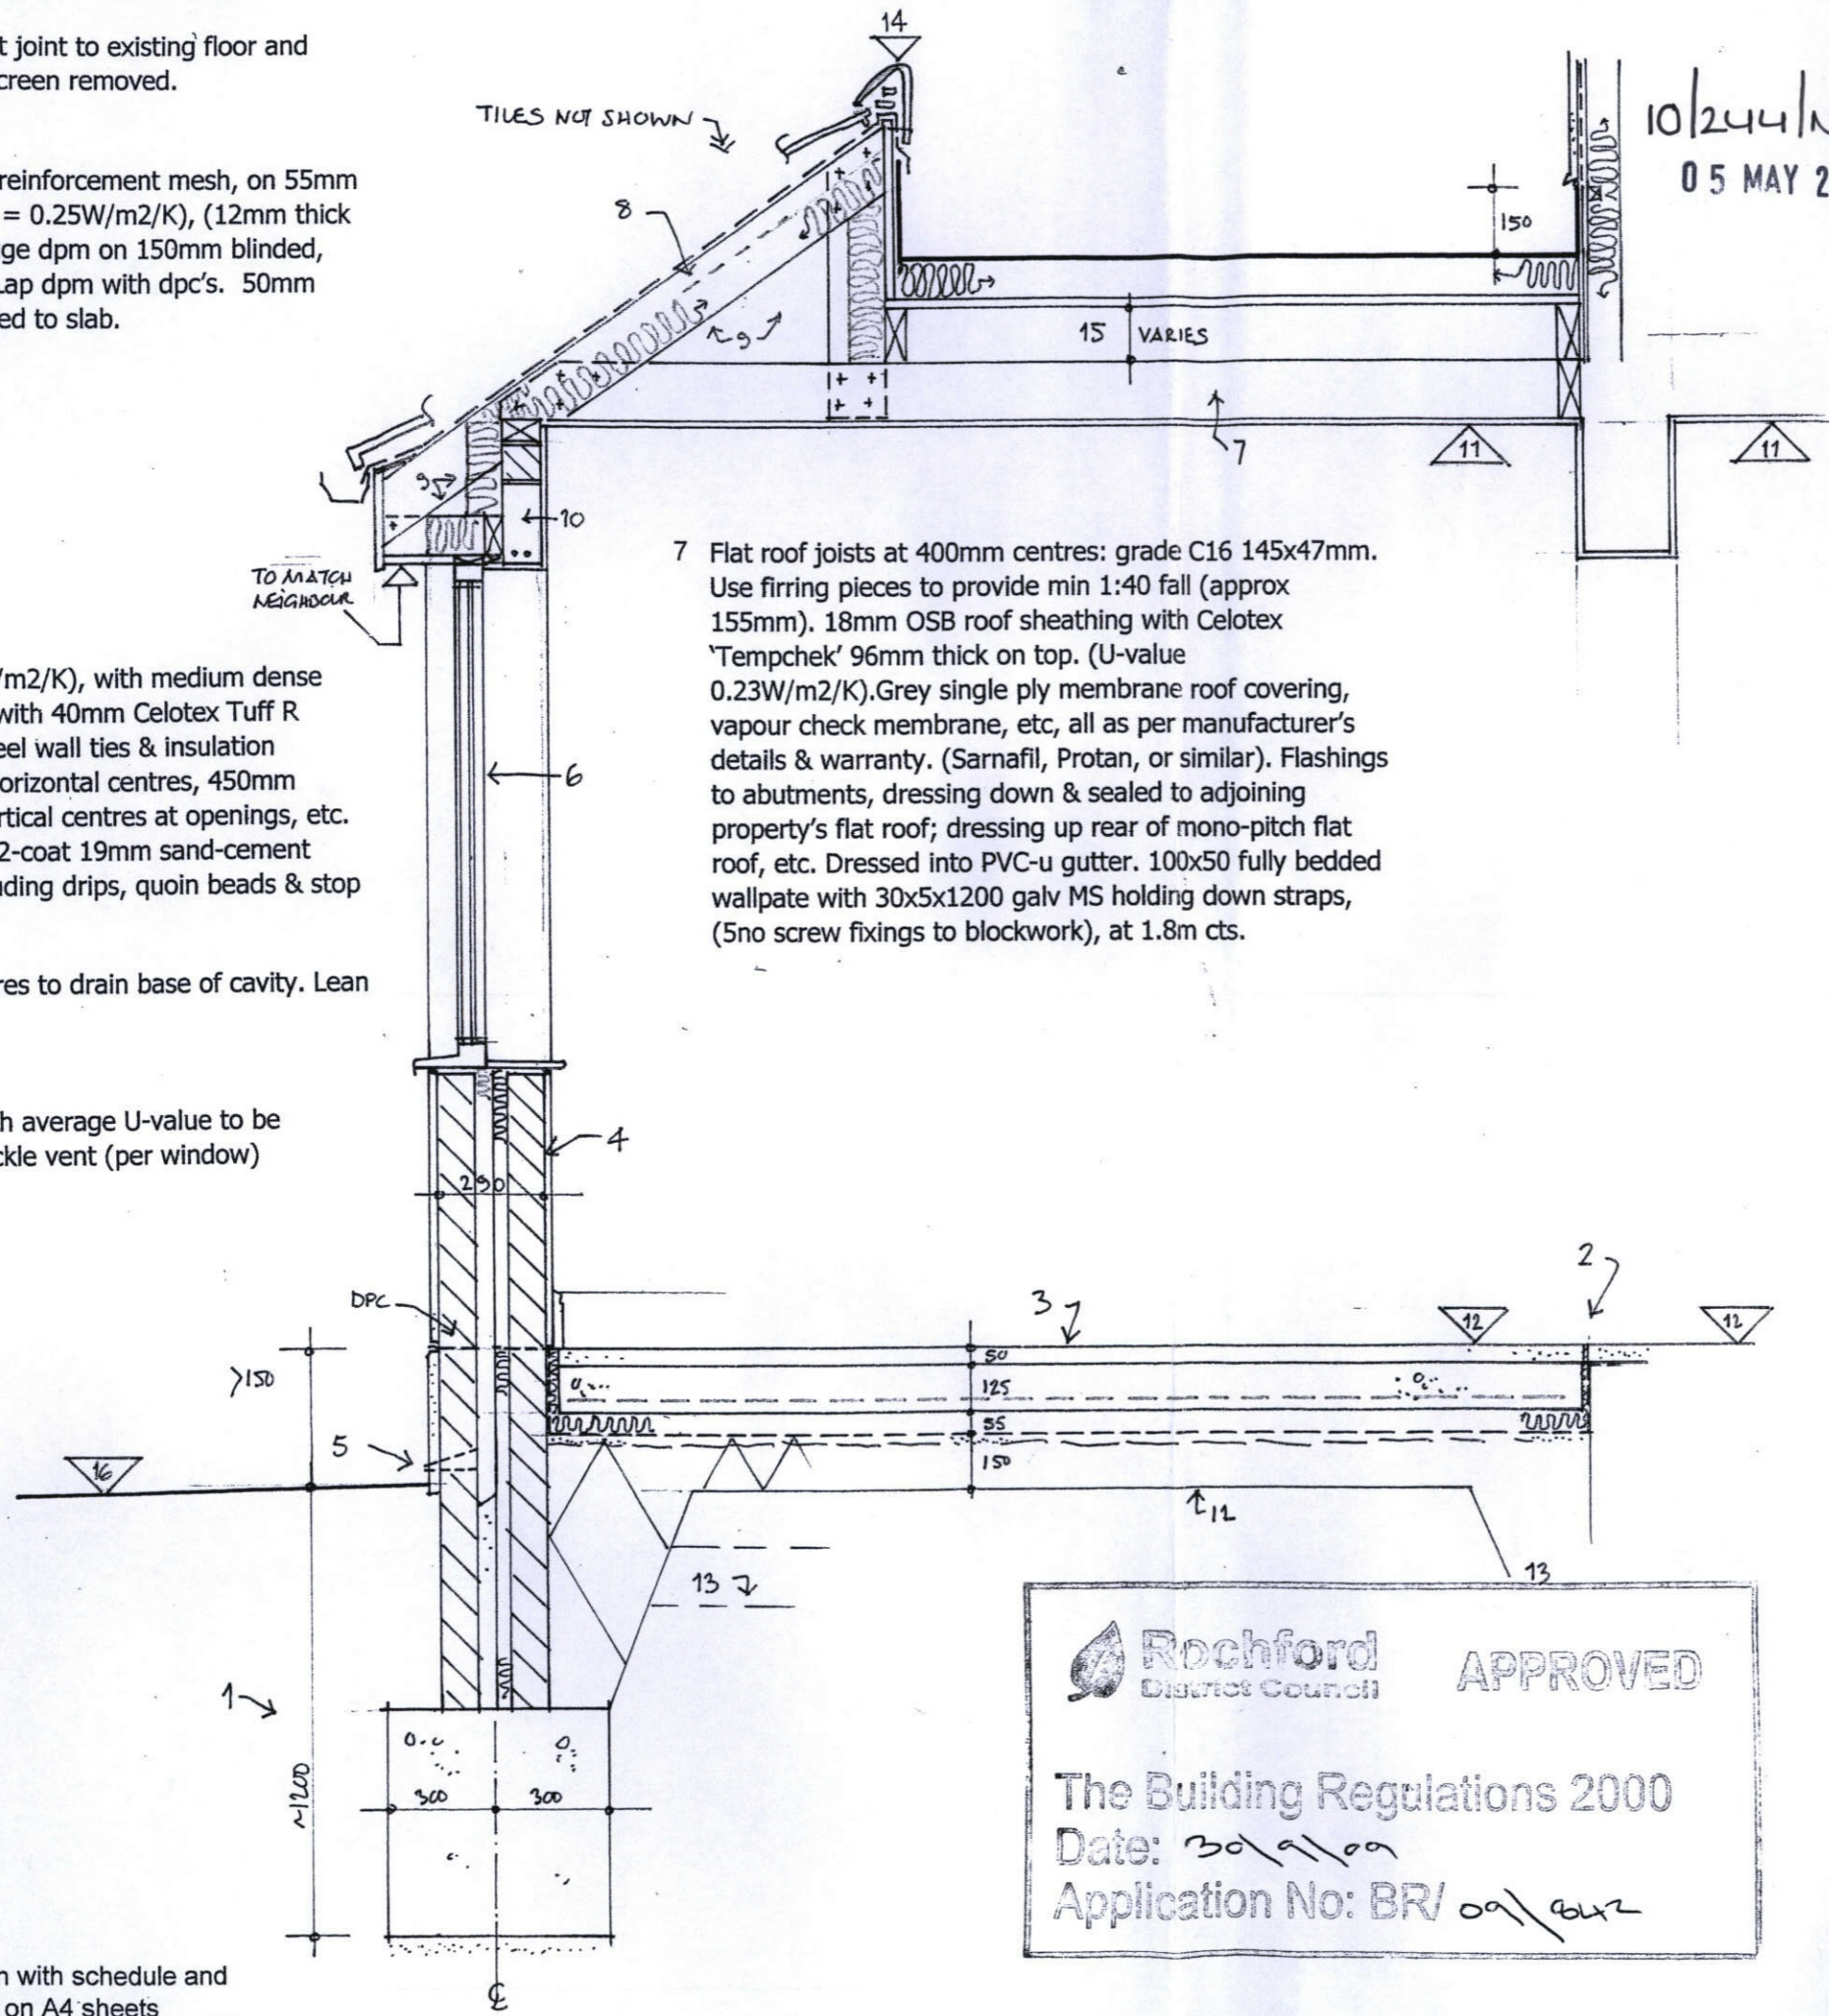 t joint to existing floor and
creen removed.
reinforcement mesh, on 55mm
= 0.25W/m2/K), (12mm thick
ge dpm on 150mm blinded,
Lap dpm with dpc's. 50mm
ed to slab.
/m2/K), with medium dense
with 40mm Celotex Tuff R
eel wall ties & insulation
orizontal centres, 450mm
rtical centres at openings, etc.
2-coat 19mm sand-cement
uding drips, quoin beads & stop
res to drain base of cavity. Lean
h average U-value to be
ckle vent (per window)
n with schedule and
on A4 sheets
14
TILES NOT SHOWN
10/244/
05 MAY 2
8
150
9
15 VARIES
7
11
11
9
10
TO MATCH
NEIGHBOUR
7 Flat roof joists at 400mm centres: grade C16 145x47mm.
Use firring pieces to provide min 1:40 fall (approx
155mm). 18mm OSB roof sheathing with Celotex
'Tempchek' 96mm thick on top. (U-value
0.23W/m2/K).Grey single ply membrane roof covering,
vapour check membrane, etc, all as per manufacturer's
details & warranty. (Sarnafil, Protan, or similar). Flashings
to abutments, dressing down & sealed to adjoining
property's flat roof; dressing up rear of mono-pitch flat
roof, etc. Dressed into PVC-u gutter. 100x50 fully bedded
wallpate with 30x5x1200 galv MS holding down straps,
(5no screw fixings to blockwork), at 1.8m cts.
6
4
290
2
DPC
3
12
12
>150
50
125
55
150
5
16
12
13
13
1
300
300
~1200
℄
Rochford
District Council
APPROVED
The Building Regulations 2000
Date: 30/9/09
Application No: BR/ 09/842